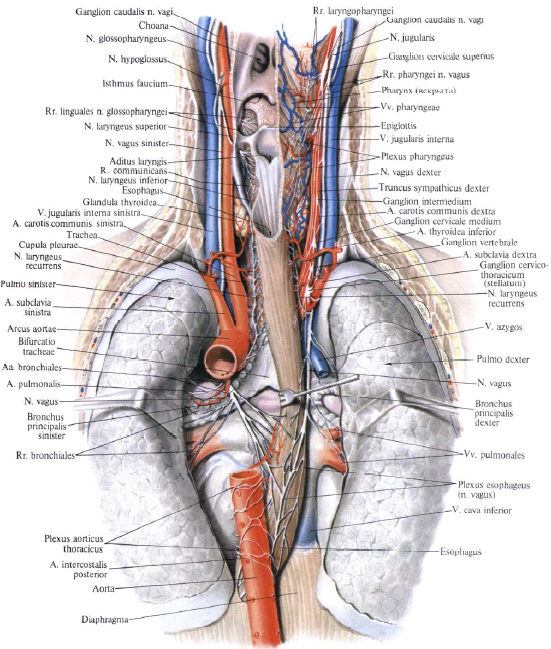 Ganglion caudalis n. vagi
Choana
N. glossopharyngeus
N. hypoglossus
Isthmus faucium
Rr. linguales n. glossopharyngei
N. laryngeus superior
N. vagus sinister
Aditus laryngis
R. communicans
N. laryngeus inferior
Esophagus
Glandula thyroidea
V. jugularis interna sinistra
A. carotis communis sinistra
Trachea
Cupula pleurae
N. laryngeus
recurrens
Pulmo sinister
A. subclavia
sinistra
Arcus aortae
Bifurcatio
tracheae
Aa. bronchiales
A. pulmonalis
N. vagus
Bronchus
principalis
sinister
Rr. bronchiales
Plexus aorticus
thoracicus
A. intercostalis
posterior
Aorta
Diaphragma
Rr. laryngopharyngei
Ganglion caudalis n. vagi
N. jugularis
Ganglion cervicale superius
Rr. pharyngei n. vagus
Pharynx (вскрыта)
Vv. pharyngeae
Epiglottis
V. jugularis interna
Plexus pharyngeus
N. vagus dexter
Truncus sympathicus dexter
Ganglion intermedium
A. carotis communis dextra
Ganglion cervicale medium
A. thyroidea inferior
Ganglion vertebrale
A. subclavia dextra
Ganglion cervico-
thoracicum
(stellatum)
N. laryngeus
recurrens
V. azygos
Pulmo dexter
N. vagus
Bronchus
principalis
dexter
Vv. pulmonales
Plexus esophageus
(n. vagus)
V. cava inferior
Esophagus